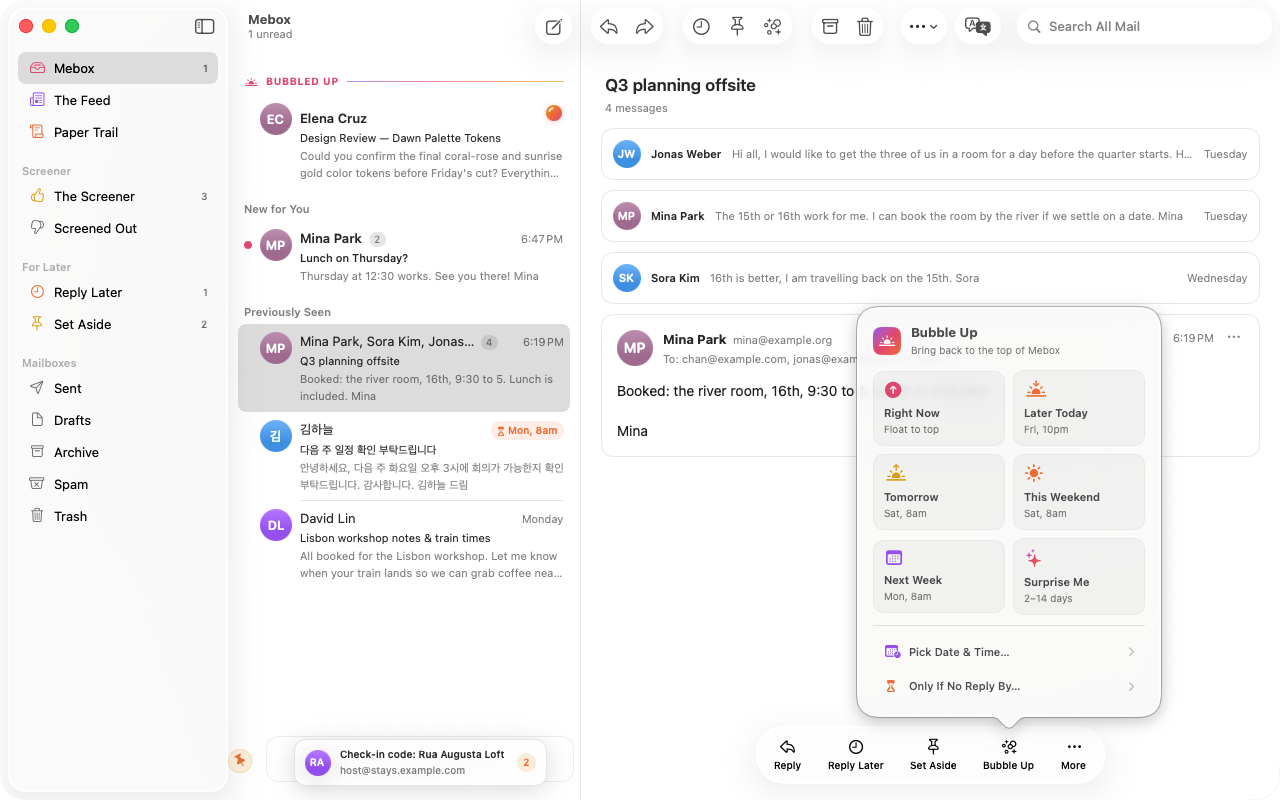 Mebox
1
The Feed
Paper Trail
Screener
The Screener
3
Screened Out
For Later
Reply Later
1
Set Aside
2
Mailboxes
Sent
Drafts
Archive
Spam
Trash
Mebox
1 unread
BUBBLED UP
EC
Elena Cruz
Design Review — Dawn Palette Tokens
Could you confirm the final coral-rose and sunrise
gold color tokens before Friday's cut? Everythin...
New for You
MP
Mina Park
2
6:47 PM
Lunch on Thursday?
Thursday at 12:30 works. See you there! Mina
Previously Seen
MP
Mina Park, Sora Kim, Jonas...
4
6:19 PM
Q3 planning offsite
Booked: the river room, 16th, 9:30 to 5. Lunch is
included. Mina
김
김하늘
Mon, 8am
다음 주 일정 확인 부탁드립니다
안녕하세요, 다음 주 화요일 오후 3시에 회의가 가능한지 확인
부탁드립니다. 감사합니다. 김하늘 드림
DL
David Lin
Monday
Lisbon workshop notes & train times
All booked for the Lisbon workshop. Let me know
when your train lands so we can grab coffee nea...
RA
Check-in code: Rua Augusta Loft
host@stays.example.com
2
Search All Mail
Q3 planning offsite
4 messages
JW
Jonas Weber
Hi all, I would like to get the three of us in a room for a day before the quarter starts. H...
Tuesday
MP
Mina Park
The 15th or 16th work for me. I can book the room by the river if we settle on a date. Mina
Tuesday
SK
Sora Kim
16th is better, I am travelling back on the 15th. Sora
Wednesday
MP
Mina Park
mina@example.org
6:19 PM
To: chan@example.com, jonas@exam
Booked: the river room, 16th, 9:30 to
Mina
Bubble Up
Bring back to the top of Mebox
Right Now
Float to top
Later Today
Fri, 10pm
Tomorrow
Sat, 8am
This Weekend
Sat, 8am
Next Week
Mon, 8am
Surprise Me
2–14 days
Pick Date & Time...
Only If No Reply By...
Reply
Reply Later
Set Aside
Bubble Up
More